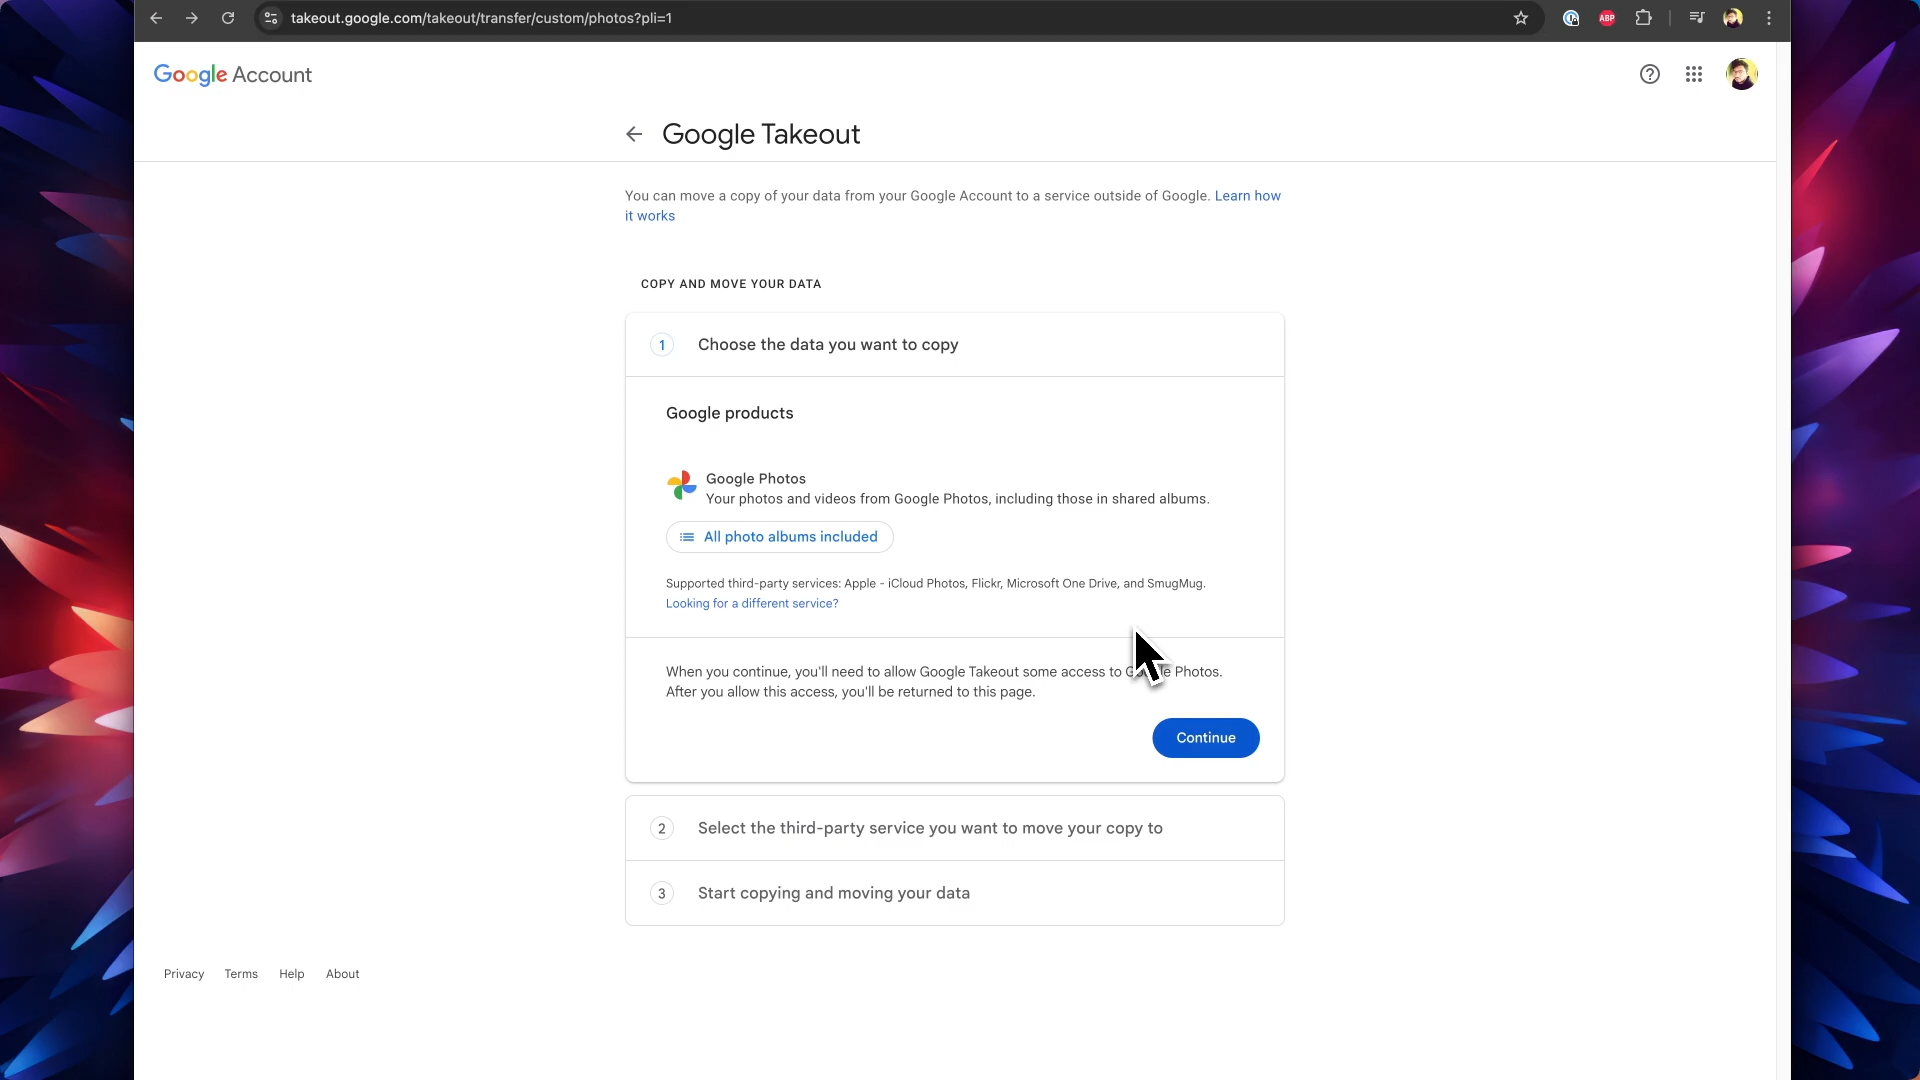 takeout.google.com/takeout/transfer/custom/photos?pli=1
ABP
Google Account
Google Takeout
You can move a copy of your data from your Google Account to a service outside of Google. Learn how
it works
COPY AND MOVE YOUR DATA
1 Choose the data you want to copy
Google products
Google Photos
Your photos and videos from Google Photos, including those in shared albums.
All photo albums included
Supported third-party services: Apple - iCloud Photos, Flickr, Microsoft One Drive, and SmugMug.
Looking for a different service?
When you continue, you'll need to allow Google Takeout some access to Google Photos.
After you allow this access, you'll be returned to this page.
Continue
2 Select the third-party service you want to move your copy to
3 Start copying and moving your data
Privacy Terms Help About